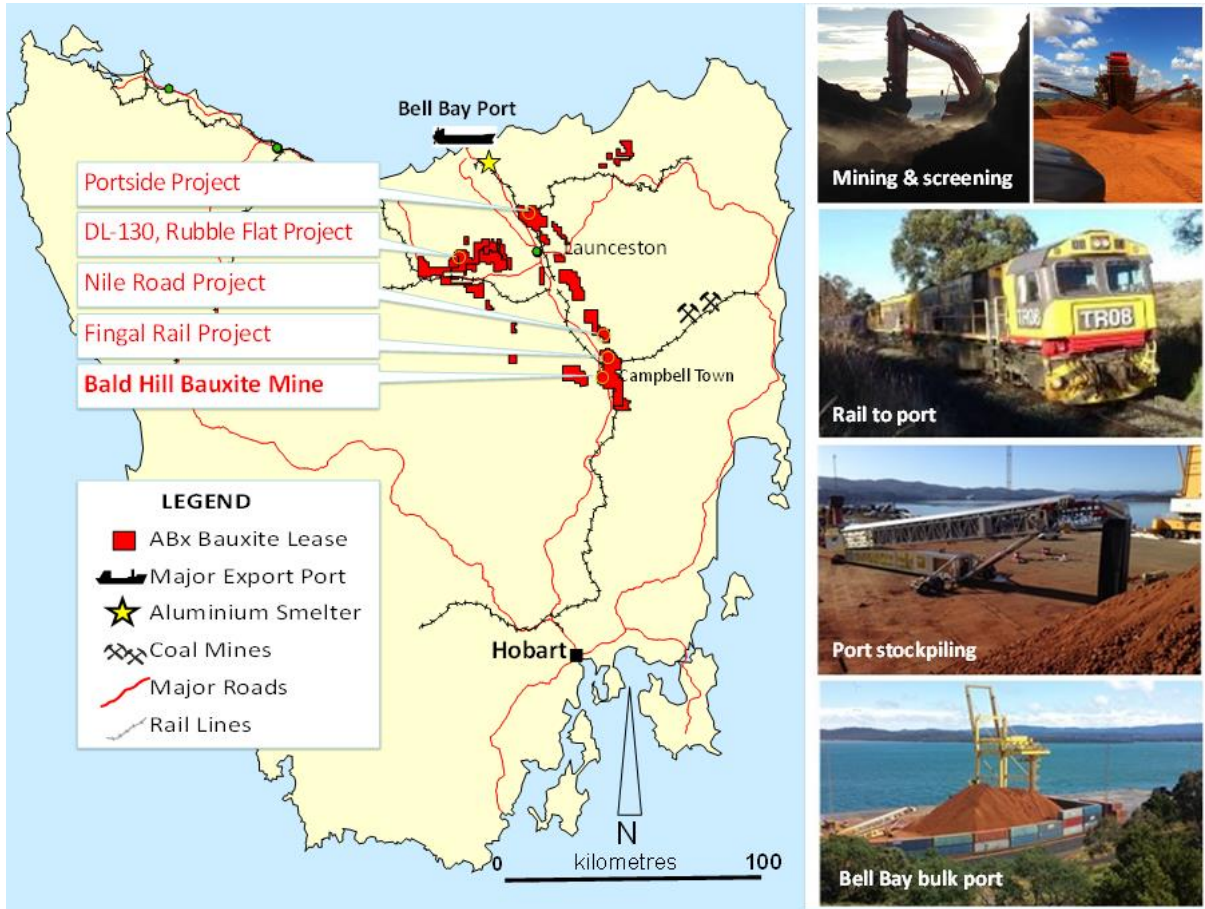 Bell Bay Port
Portside Project
DL-130, Rubble Flat Project
Launceston
Nile Road Project
Fingal Rail Project
Bald Hill Bauxite Mine
Campbell Town
LEGEND
ABx Bauxite Lease
Major Export Port
Aluminium Smelter
Coal Mines
Major Roads
Rail Lines
Hobart
N
0 kilometres 100
Mining & screening
TR08
TR08
Rail to port
Port stockpiling
Bell Bay bulk port